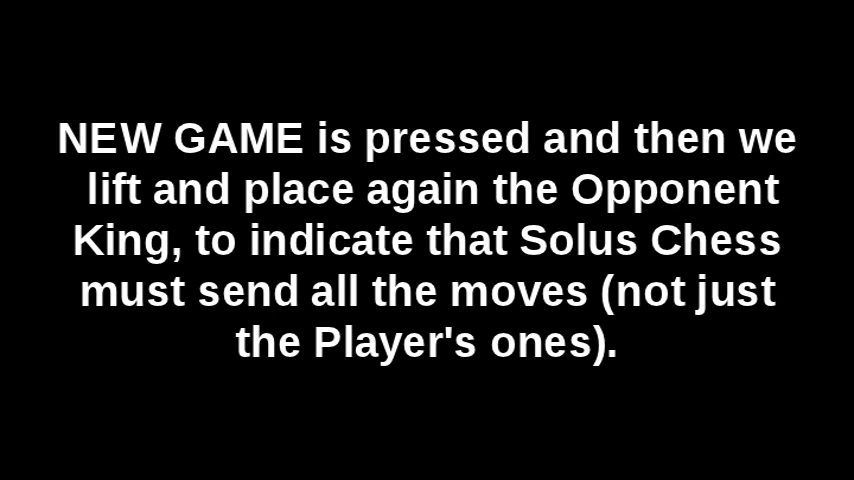 NEW GAME is pressed and then we
lift and place again the Opponent
King, to indicate that Solus Chess
must send all the moves (not just
the Player's ones).